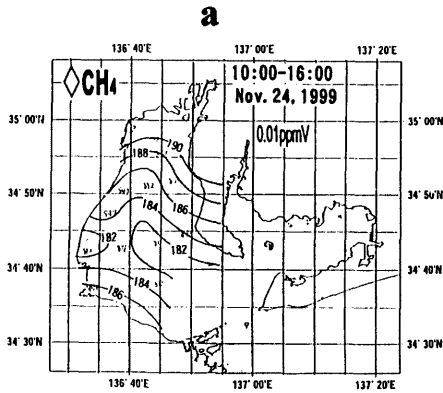 a
136 40'E
137 00'E
137 20'E
◇CH4
10:00-16:00
Nov. 24, 1999
0.01ppmV
35 00'N
35 00'N
190
188
34 50'N
186
34 50'N
184
182
182
34 40'N
34 40'N
184
186
34 30'N
34 30'N
136 40'E
137 00'E
137 20'E